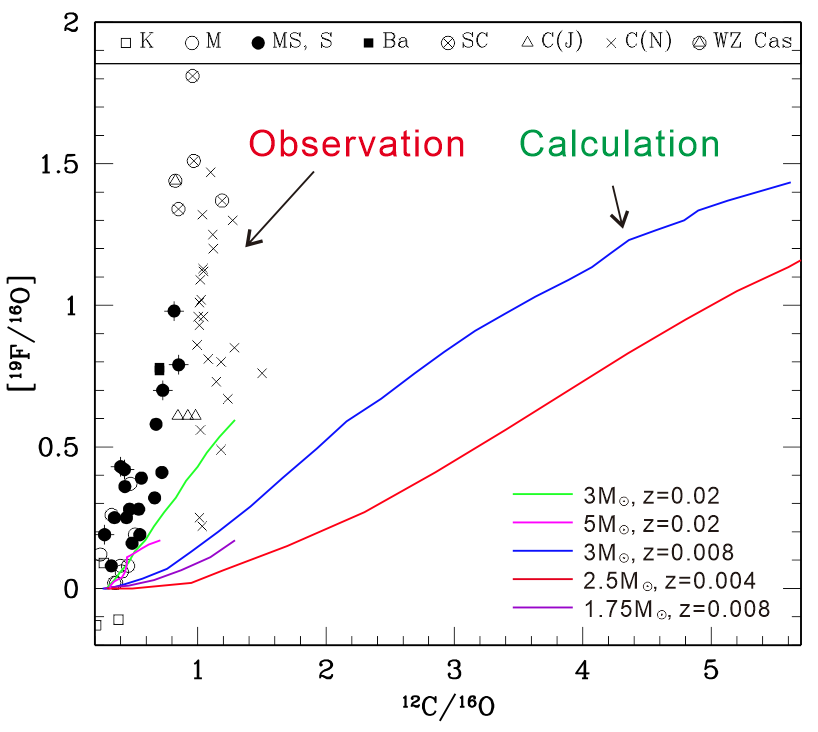 2
K M MS, S Ba SC C(J) C(N) WZ Cas
Observation Calculation
1.5
1
0.5
0
[¹⁹F/¹⁶O]
3M☉, z=0.02
5M☉, z=0.02
3M☉, z=0.008
2.5M☉, z=0.004
1.75M☉, z=0.008
1 2 3 4 5
¹²C/¹⁶O